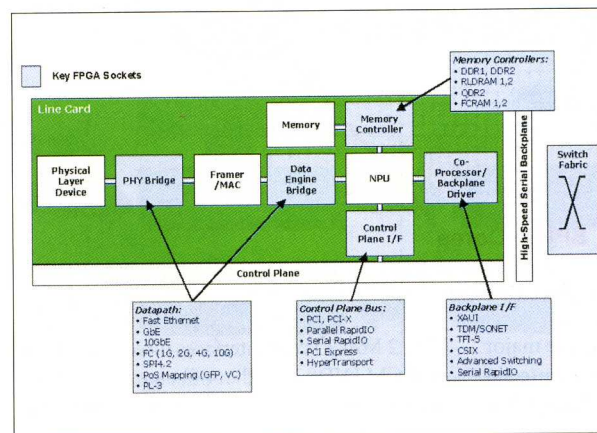 Key FPGA Sockets
Memory Controllers:
• DDR1, DDR2
• RLDRAM 1,2
• QDR2
• FCRAM 1,2
Line Card
Memory
Memory
Controller
Physical
Layer
Device
PHY Bridge
Framer
/MAC
Data
Engine
Bridge
NPU
Co-
Processor/
Backplane
Driver
Control
Plane I/F
Control Plane
High-Speed Serial Backplane
Switch
Fabric
Datapath:
• Fast Ethernet
• GbE
• 10GbE
• FC (1G, 2G, 4G, 10G)
• SPI4.2
• PoS Mapping (GFP, VC)
• PL-3
Control Plane Bus:
• PCI, PCI-X
• Parallel RapidIO
• Serial RapidIO
• PCI Express
• HyperTransport
Backplane I/F
• XAUI
• TDM/SONET
• TFI-5
• CSIX
• Advanced Switching
• Serial RapidIO